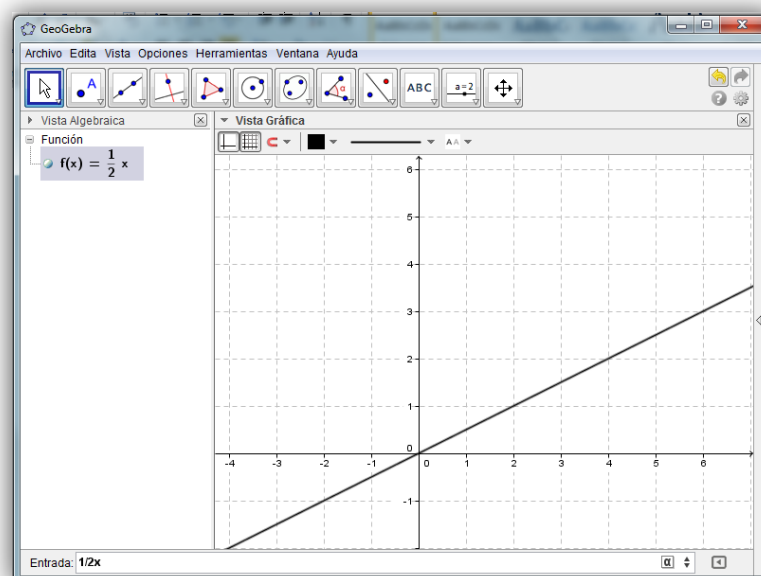 GeoGebra
Archivo Edita Vista Opciones Herramientas Ventana Ayuda
A α ABC a=2
Vista Algebraica
Vista Gráfica
Función
f(x) = 1/2 x
A A
6
5
4
3
2
1
0
-4 -3 -2 -1 0 1 2 3 4 5 6
-1
Entrada: 1/2x α